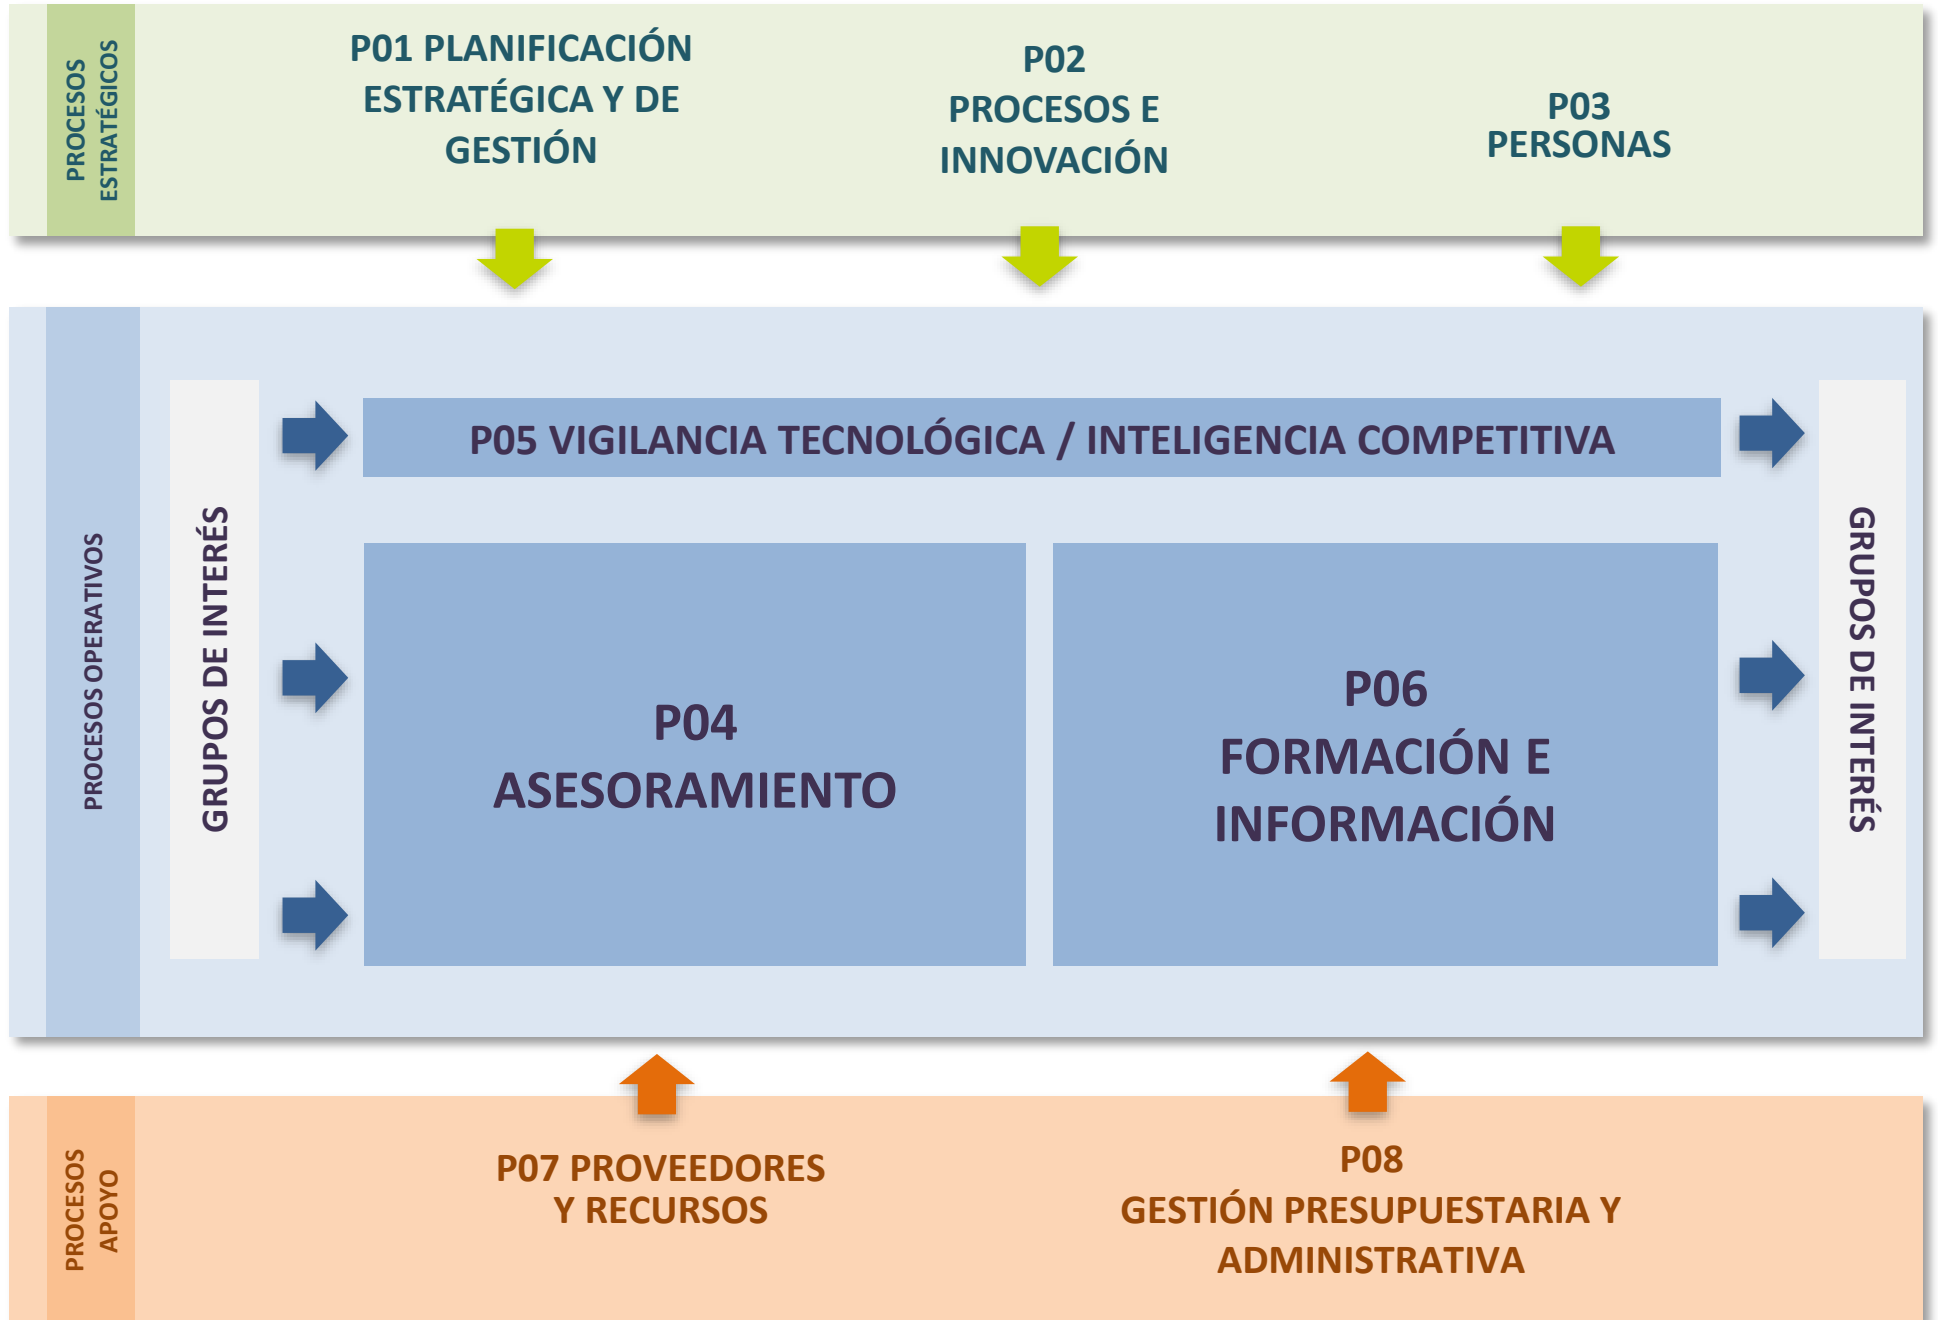 PROCESOS
ESTRATÉGICOS
P01 PLANIFICACIÓN
ESTRATÉGICA Y DE
GESTIÓN
P02
PROCESOS E
INNOVACIÓN
P03
PERSONAS
PROCESOS OPERATIVOS
GRUPOS DE INTERÉS
P05 VIGILANCIA TECNOLÓGICA / INTELIGENCIA COMPETITIVA
P04
ASESORAMIENTO
P06
FORMACIÓN E
INFORMACIÓN
GRUPOS DE INTERÉS
PROCESOS
APOYO
P07 PROVEEDORES
Y RECURSOS
P08
GESTIÓN PRESUPUESTARIA Y
ADMINISTRATIVA